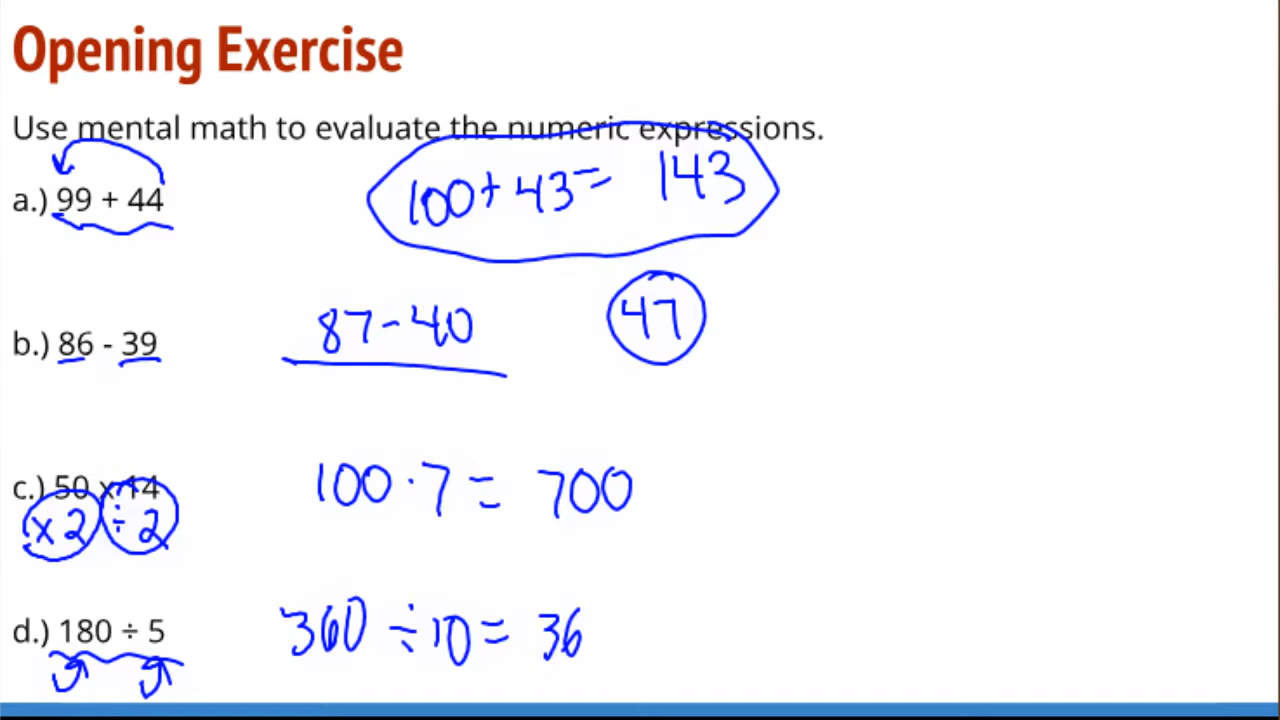 Opening Exercise
Use mental math to evaluate the numeric expressions.
a.) 99 + 44 100 + 43 = 143
b.) 86 - 39 87 - 40 47
c.) 50 x 14 100 · 7 = 700
x 2 ÷ 2
d.) 180 ÷ 5 360 ÷ 10 = 36